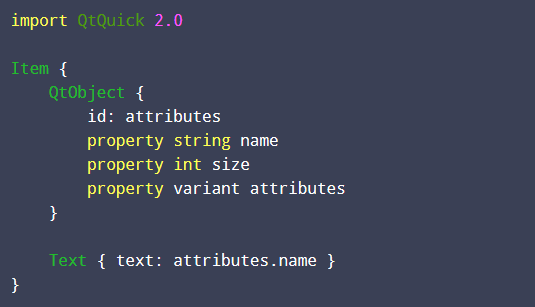 import QtQuick 2.0

Item {
    QtObject {
        id: attributes
        property string name
        property int size
        property variant attributes
    }

    Text { text: attributes.name }
}